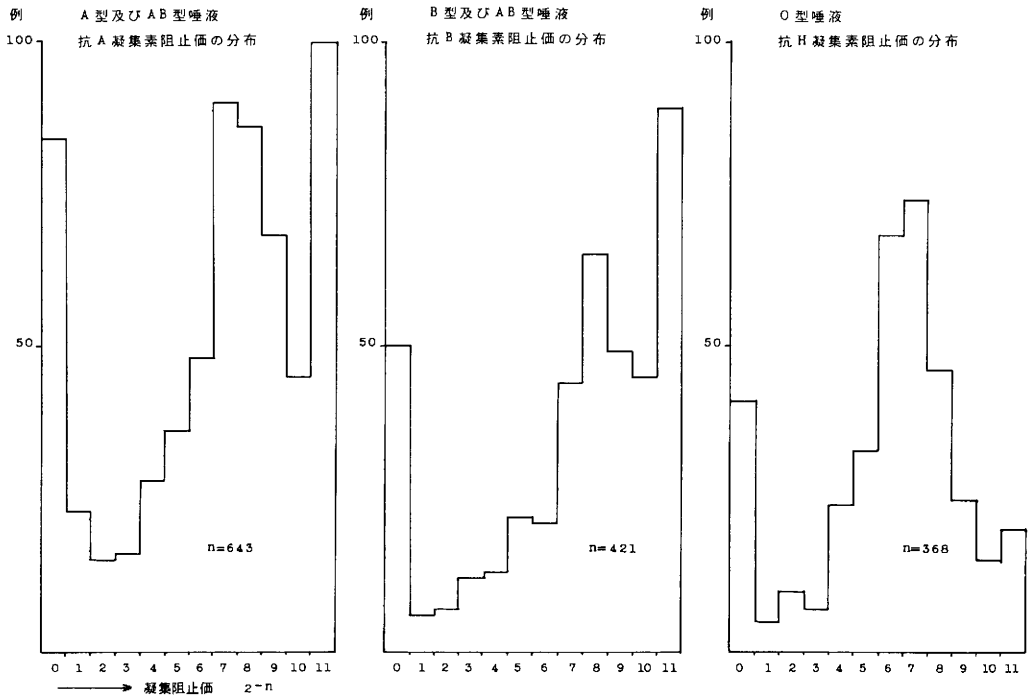 例
A型及びAB型唾液
抗A凝集素阻止価の分布
100
50
n=643
0 1 2 3 4 5 6 7 8 9 10 11
凝集阻止価 2⁻ⁿ
例
B型及びAB型唾液
抗B凝集素阻止価の分布
100
50
n=421
0 1 2 3 4 5 6 7 8 9 10 11
例
O型唾液
抗H凝集素阻止価の分布
100
50
n=368
0 1 2 3 4 5 6 7 8 9 10 11